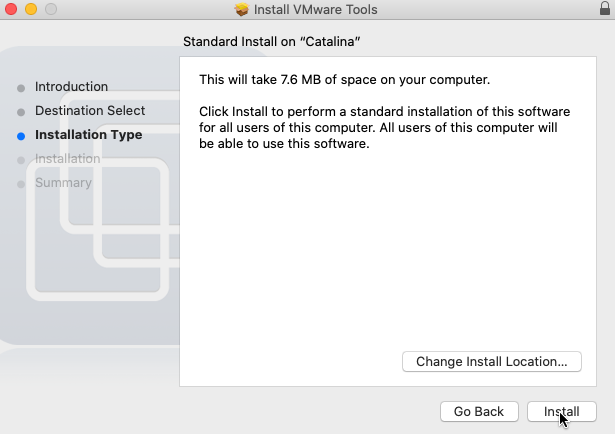 Install VMware Tools
Standard Install on “Catalina”
Introduction
Destination Select
Installation Type
Installation
Summary
This will take 7.6 MB of space on your computer.
Click Install to perform a standard installation of this software
for all users of this computer. All users of this computer will
be able to use this software.
Change Install Location...
Go Back
Install